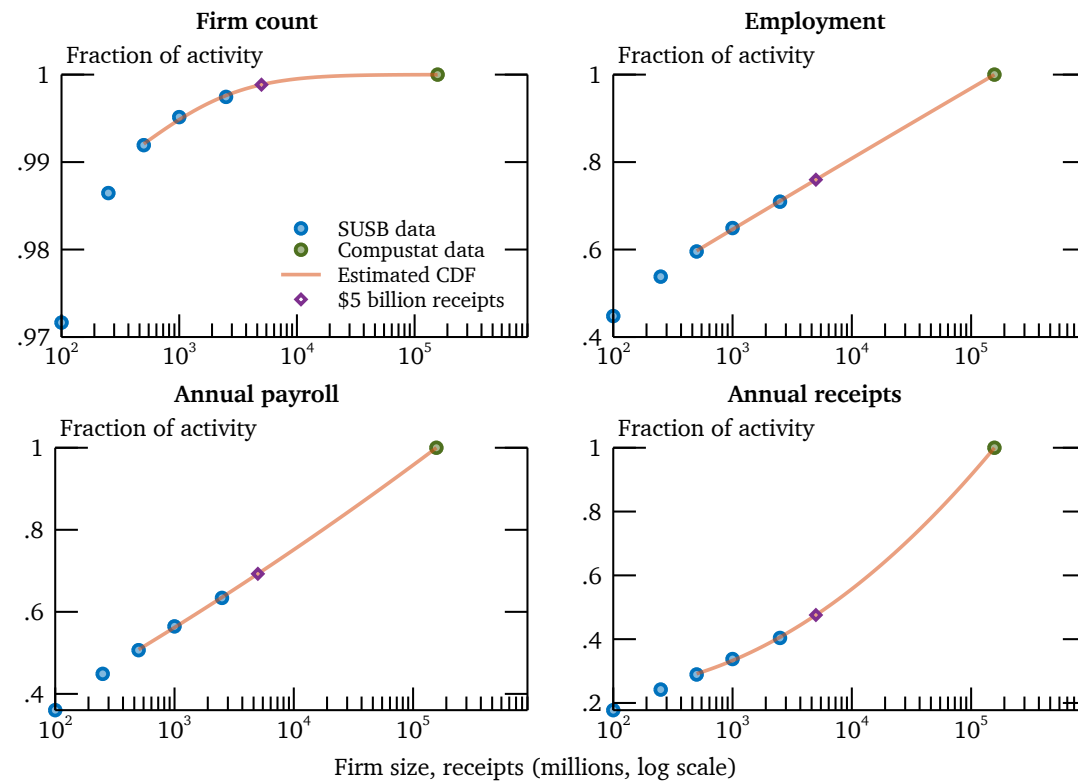 Firm count
Fraction of activity
1
.99
.98
.97
10² 10³ 10⁴ 10⁵
SUSB data
Compustat data
Estimated CDF
$5 billion receipts
Employment
Fraction of activity
1
.8
.6
.4
10² 10³ 10⁴ 10⁵
Annual payroll
Fraction of activity
1
.8
.6
.4
10² 10³ 10⁴ 10⁵
Annual receipts
Fraction of activity
1
.8
.6
.4
.2
10² 10³ 10⁴ 10⁵
Firm size, receipts (millions, log scale)